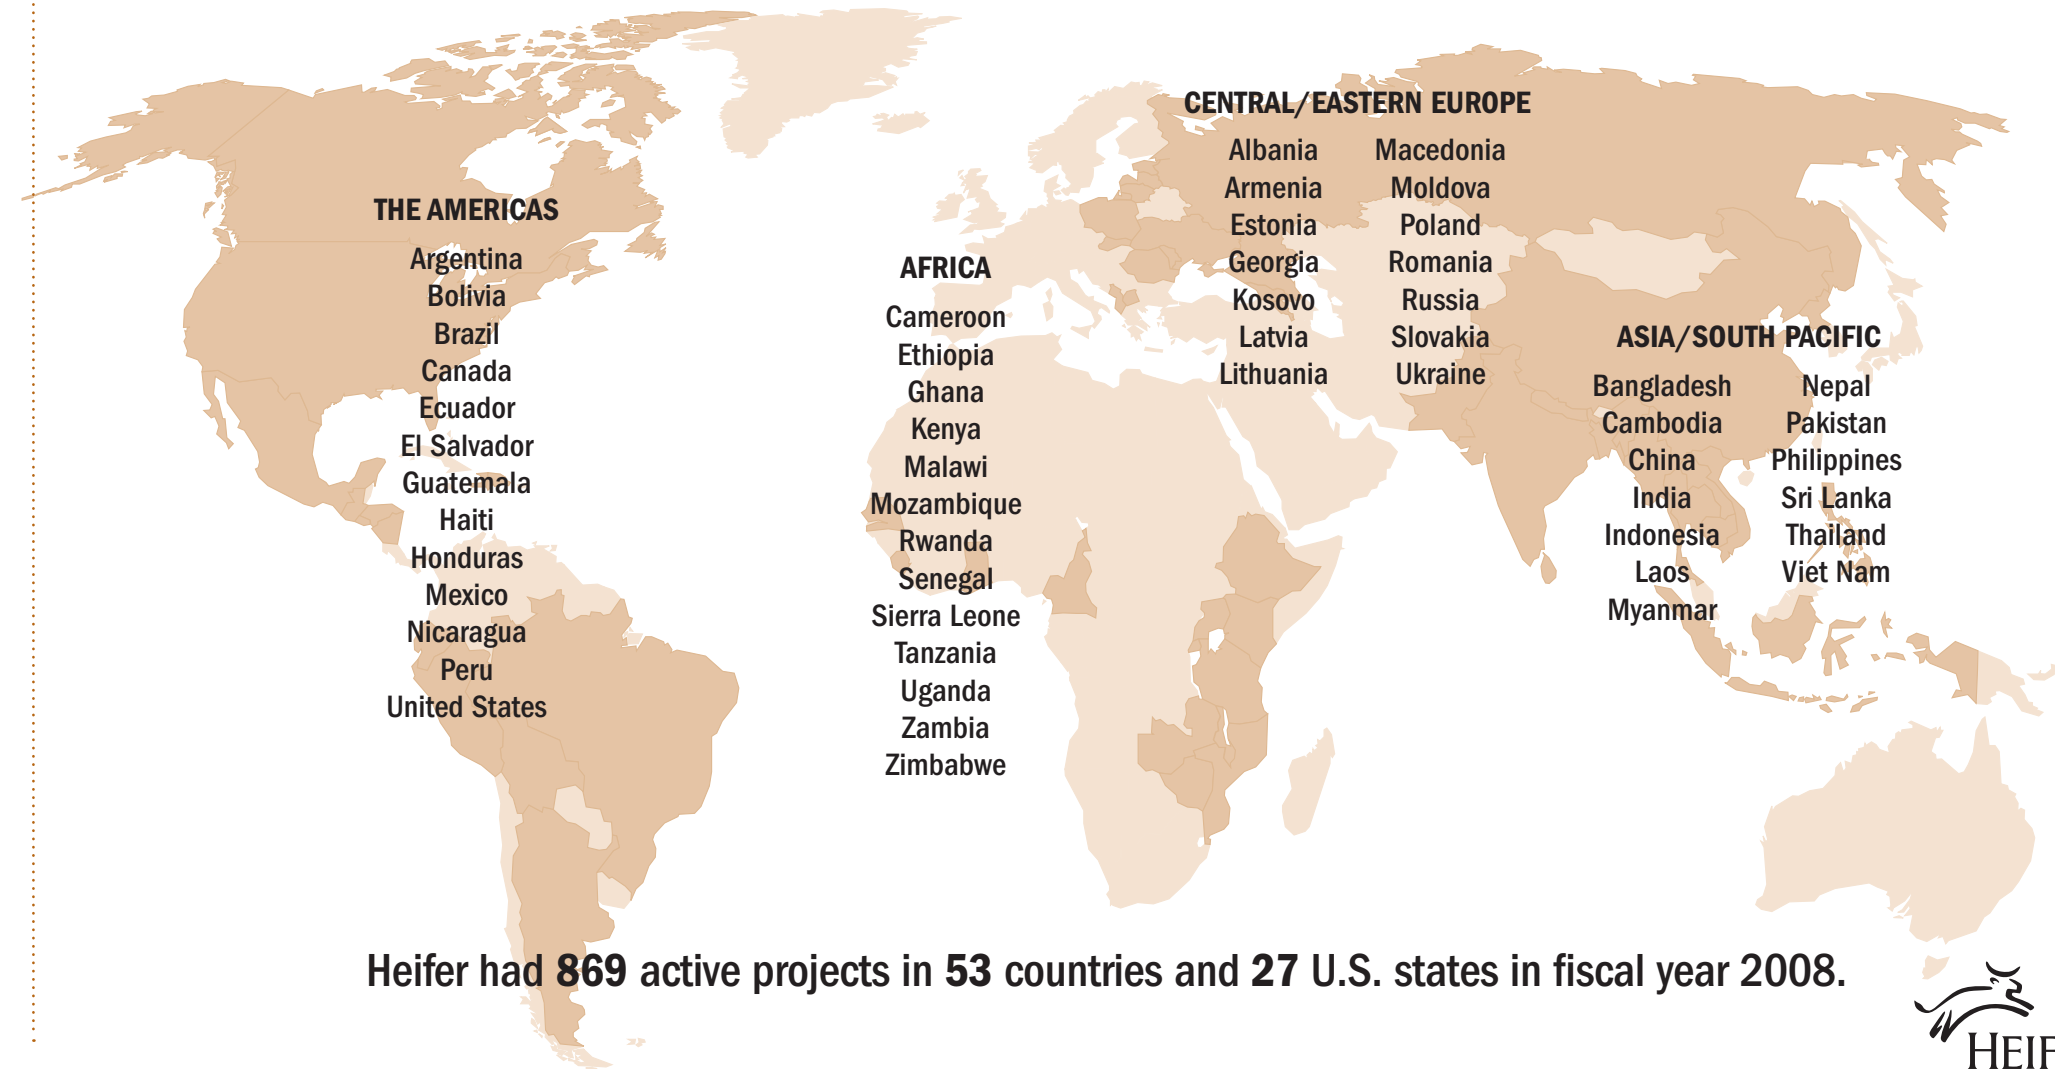 THE AMERICAS
Argentina
Bolivia
Brazil
Canada
Ecuador
El Salvador
Guatemala
Haiti
Honduras
Mexico
Nicaragua
Peru
United States
AFRICA
Cameroon
Ethiopia
Ghana
Kenya
Malawi
Mozambique
Rwanda
Senegal
Sierra Leone
Tanzania
Uganda
Zambia
Zimbabwe
CENTRAL/EASTERN EUROPE
Albania
Armenia
Estonia
Georgia
Kosovo
Latvia
Lithuania
Macedonia
Moldova
Poland
Romania
Russia
Slovakia
Ukraine
ASIA/SOUTH PACIFIC
Bangladesh
Cambodia
China
India
Indonesia
Laos
Myanmar
Nepal
Pakistan
Philippines
Sri Lanka
Thailand
Viet Nam
Heifer had 869 active projects in 53 countries and 27 U.S. states in fiscal year 2008.
HEIF